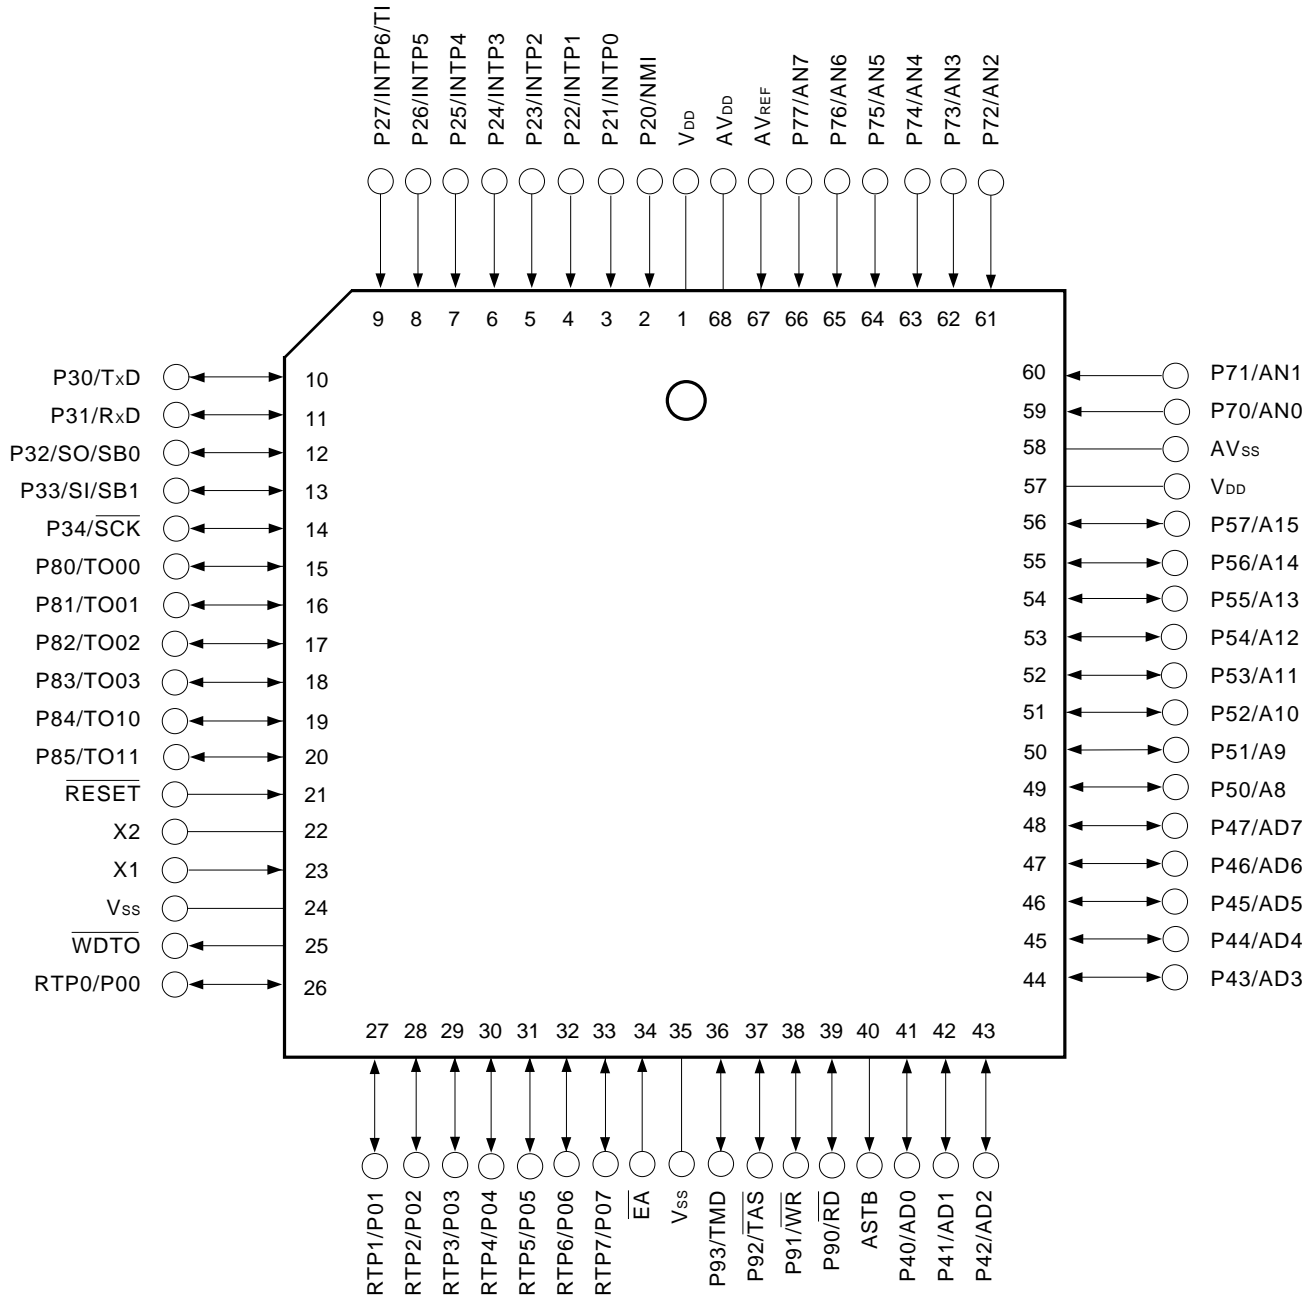 P27/INTP6/TI
P26/INTP5
P25/INTP4
P24/INTP3
P23/INTP2
P22/INTP1
P21/INTP0
P20/NMI
VDD
AVDD
AVREF
P77/AN7
P76/AN6
P75/AN5
P74/AN4
P73/AN3
P72/AN2
9 8 7 6 5 4 3 2 1 68 67 66 65 64 63 62 61
P30/TxD 10
P31/RxD 11
P32/SO/SB0 12
P33/SI/SB1 13
P34/S̅C̅K̅ 14
P80/TO00 15
P81/TO01 16
P82/TO02 17
P83/TO03 18
P84/TO10 19
P85/TO11 20
R̅E̅S̅E̅T̅ 21
X2 22
X1 23
Vss 24
W̅D̅T̅O̅ 25
RTP0/P00 26
60 P71/AN1
59 P70/AN0
58 AVss
57 VDD
56 P57/A15
55 P56/A14
54 P55/A13
53 P54/A12
52 P53/A11
51 P52/A10
50 P51/A9
49 P50/A8
48 P47/AD7
47 P46/AD6
46 P45/AD5
45 P44/AD4
44 P43/AD3
27 28 29 30 31 32 33 34 35 36 37 38 39 40 41 42 43
RTP1/P01
RTP2/P02
RTP3/P03
RTP4/P04
RTP5/P05
RTP6/P06
RTP7/P07
E̅A̅
Vss
P93/TMD
P92/T̅A̅S̅
P91/W̅R̅
P90/R̅D̅
ASTB
P40/AD0
P41/AD1
P42/AD2